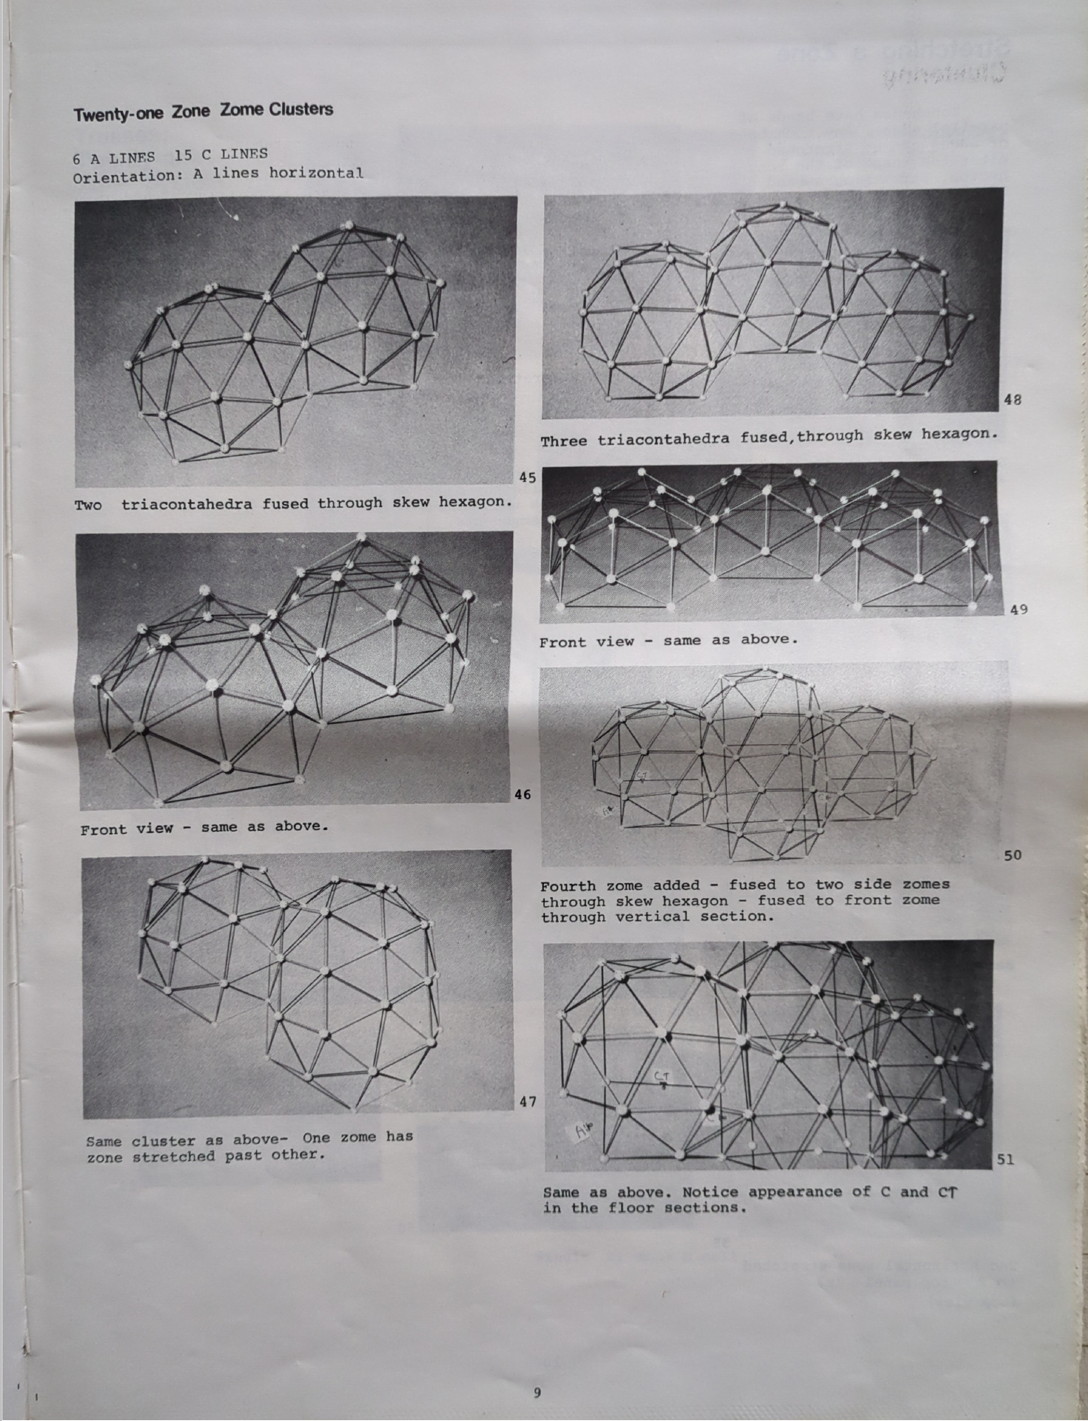 Twenty-one Zone Zome Clusters
6 A LINES 15 C LINES
Orientation: A lines horizontal
45
Two triacontahedra fused through skew hexagon.
46
Front view - same as above.
47
Same cluster as above- One zome has
zone stretched past other.
48
Three triacontahedra fused,through skew hexagon.
49
Front view - same as above.
50
Fourth zome added - fused to two side zomes
through skew hexagon - fused to front zome
through vertical section.
C↑
51
Same as above. Notice appearance of C and C↑
in the floor sections.
9